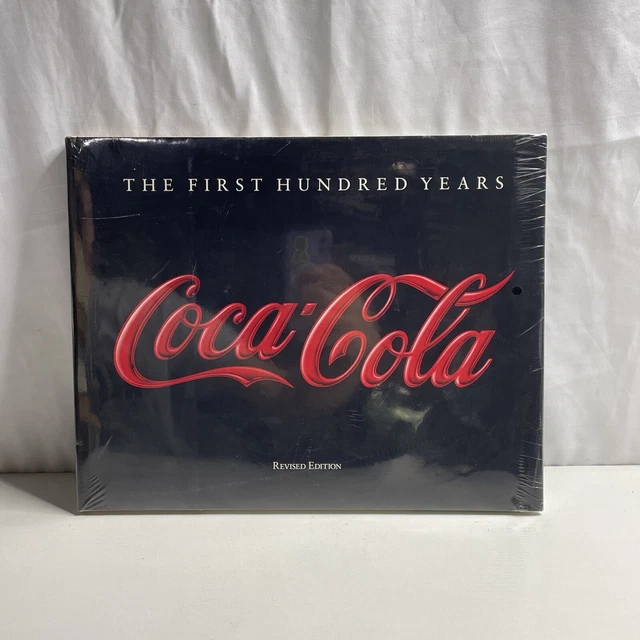 THE FIRST HUNDRED YEARS
Coca-Cola
REVISED EDITION